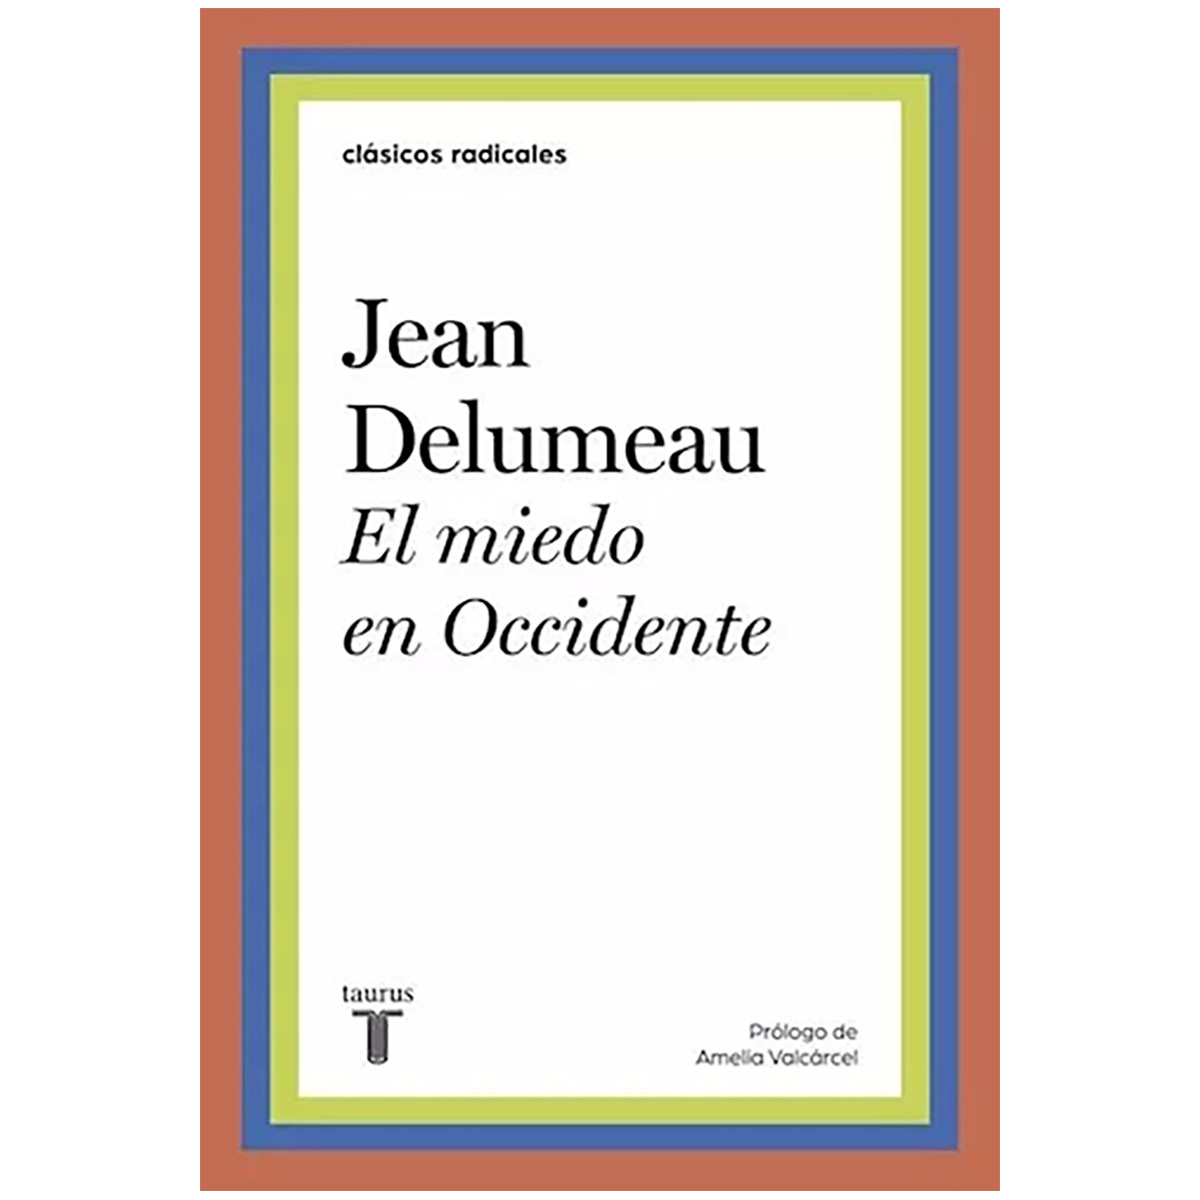 clásicos radicales
Jean
Delumeau
El miedo
en Occidente
taurus
Prólogo de
Amelia Valcárcel